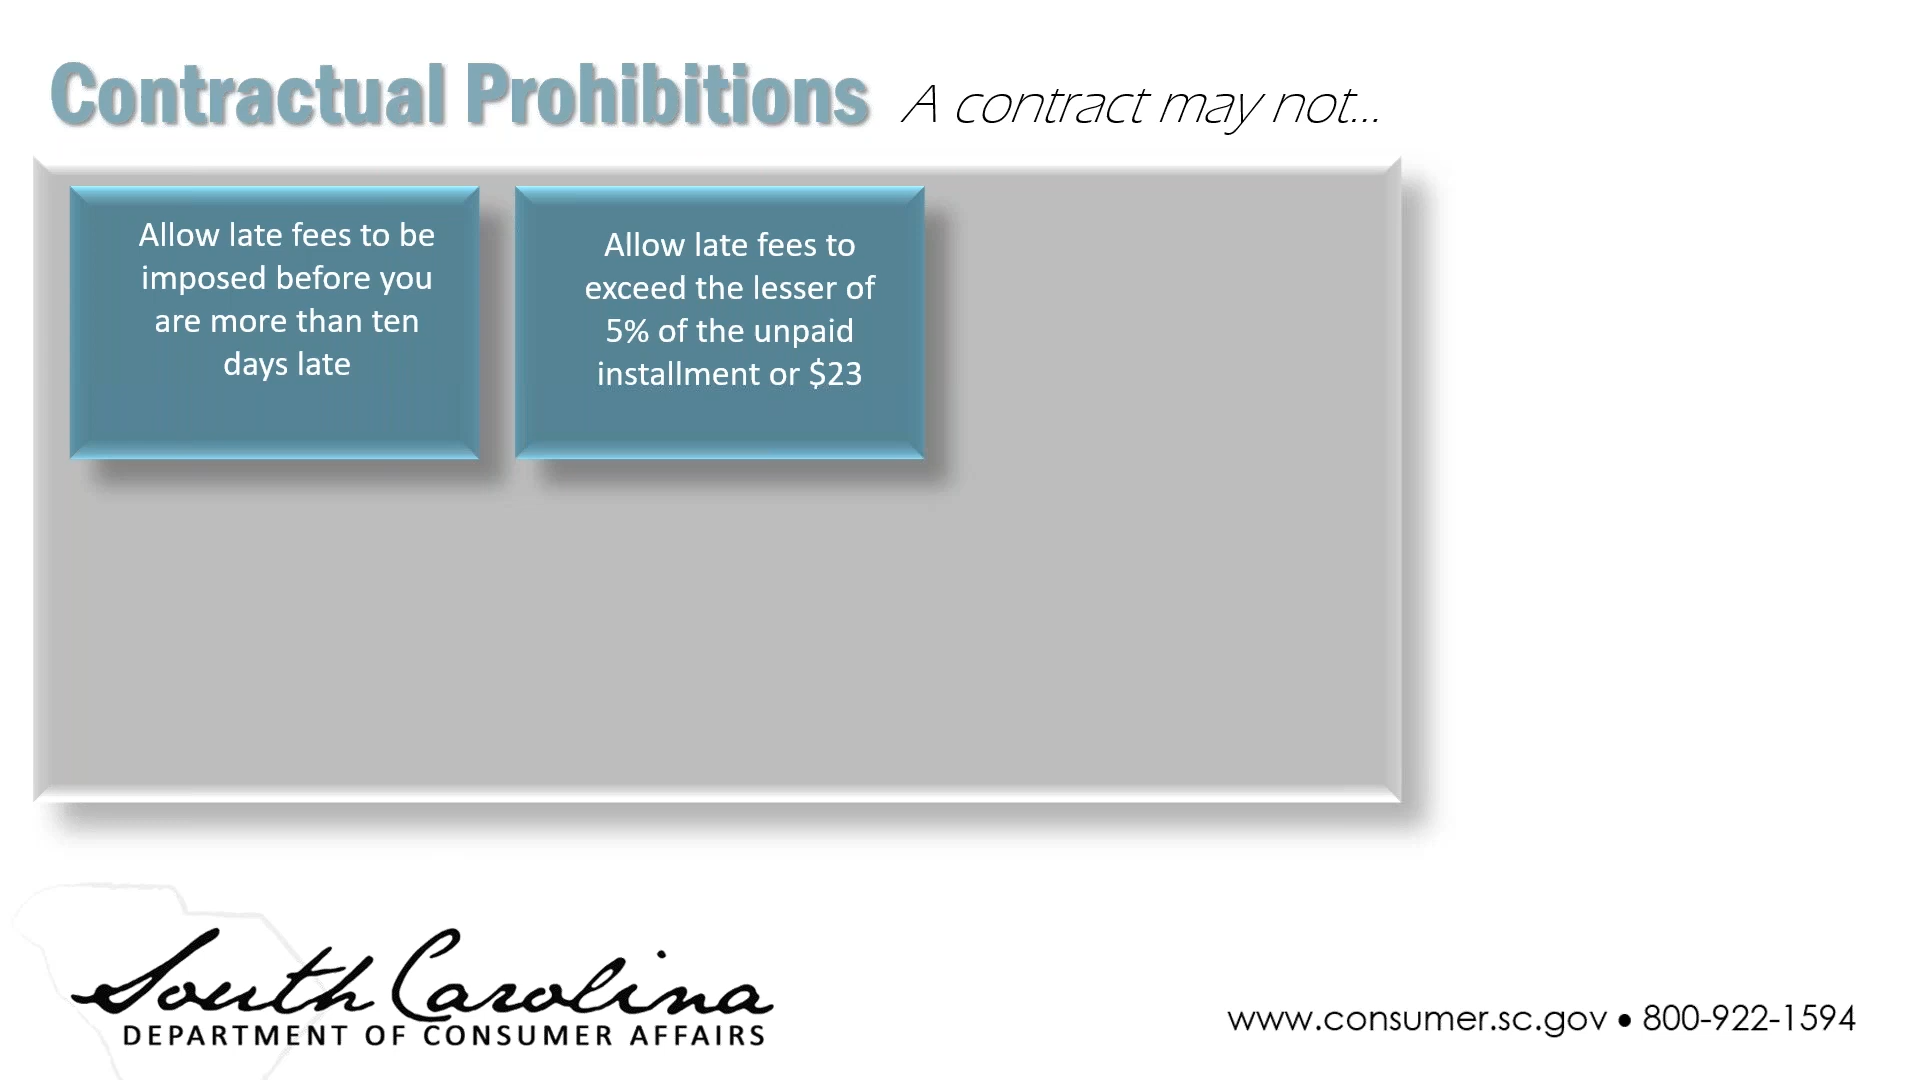 Contractual Prohibitions A contract may not...
Allow late fees to be
imposed before you
are more than ten
days late
Allow late fees to
exceed the lesser of
5% of the unpaid
installment or $23
South Carolina
DEPARTMENT OF CONSUMER AFFAIRS
www.consumer.sc.gov • 800-922-1594